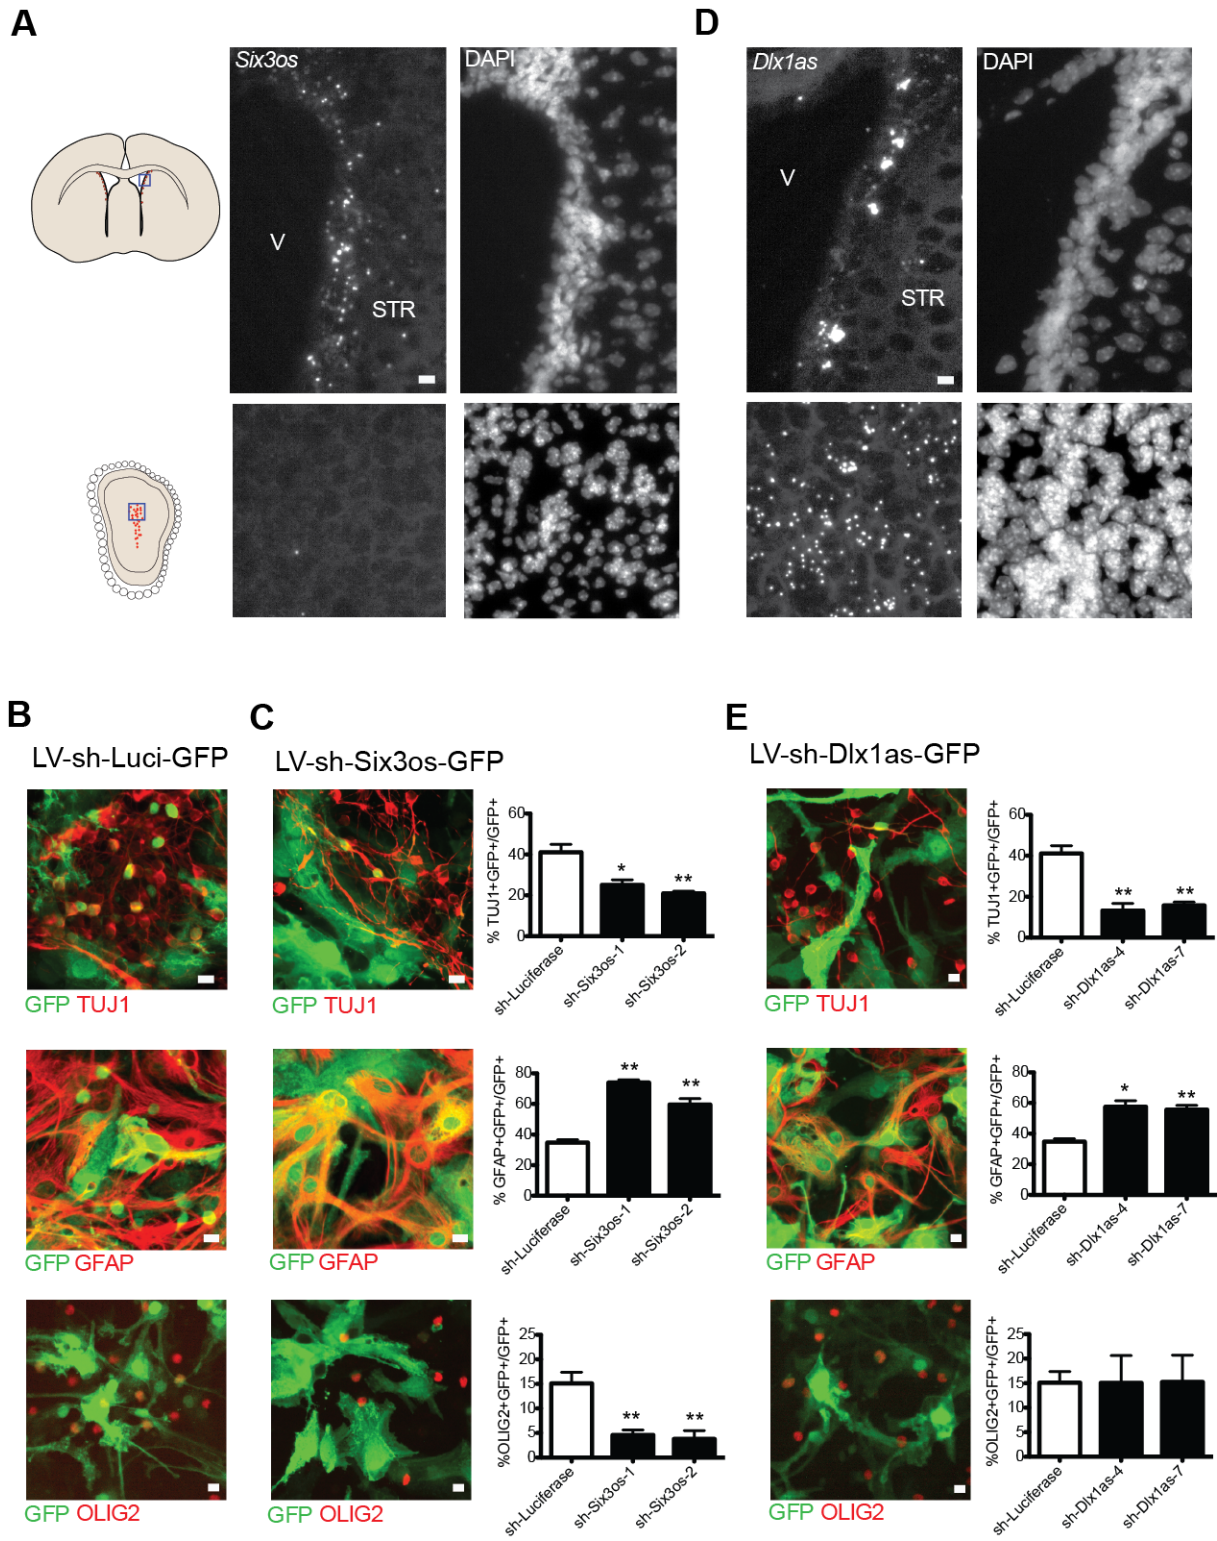 A
D
Six3os
DAPI
V
STR
Dlx1as
DAPI
V
STR
B
LV-sh-Luci-GFP
GFP TUJ1
GFP GFAP
GFP OLIG2
C
LV-sh-Six3os-GFP
GFP TUJ1
% TUJ1+GFP+/GFP+
60
40
20
0
*
**
sh-Luciferase
sh-Six3os-1
sh-Six3os-2
GFP GFAP
% GFAP+GFP+/GFP+
80
60
40
20
0
**
**
sh-Luciferase
sh-Six3os-1
sh-Six3os-2
GFP OLIG2
%OLIG2+GFP+/GFP+
25
20
15
10
5
0
**
**
sh-Luciferase
sh-Six3os-1
sh-Six3os-2
E
LV-sh-Dlx1as-GFP
GFP TUJ1
% TUJ1+GFP+/GFP+
60
40
20
0
**
**
sh-Luciferase
sh-Dlx1as-4
sh-Dlx1as-7
GFP GFAP
% GFAP+GFP+/GFP+
80
60
40
20
0
*
**
sh-Luciferase
sh-Dlx1as-4
sh-Dlx1as-7
GFP OLIG2
%OLIG2+GFP+/GFP+
25
20
15
10
5
0
sh-Luciferase
sh-Dlx1as-4
sh-Dlx1as-7